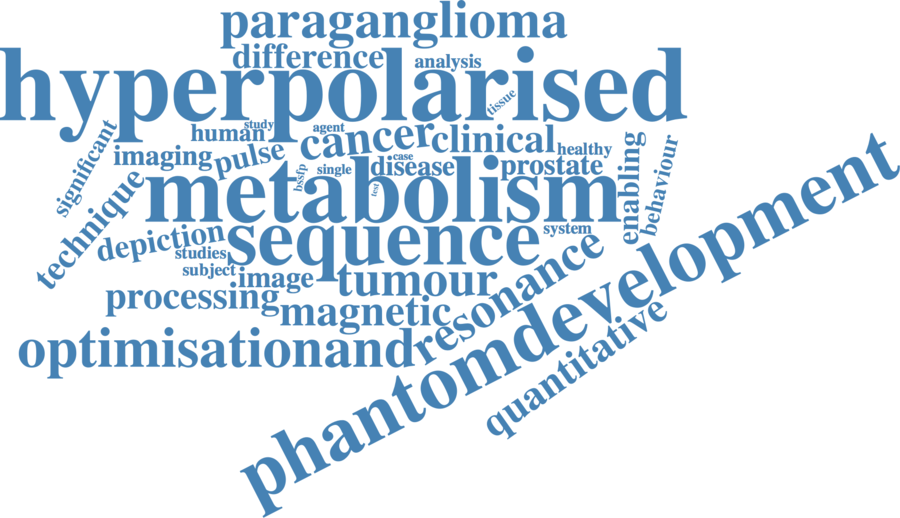 paraganglioma
difference
analysis
hyperpolarised
tissue
human
study
agent
cancer
clinical
significant
imaging
pulse
case
disease
healthy
prostate
enabling
behaviour
technique
bssfp
single
test
metabolism
depiction
sequence
system
studies
subject
image
tumour
resonance
processing
magnetic
optimisationand
phantomdevelopment
quantitative